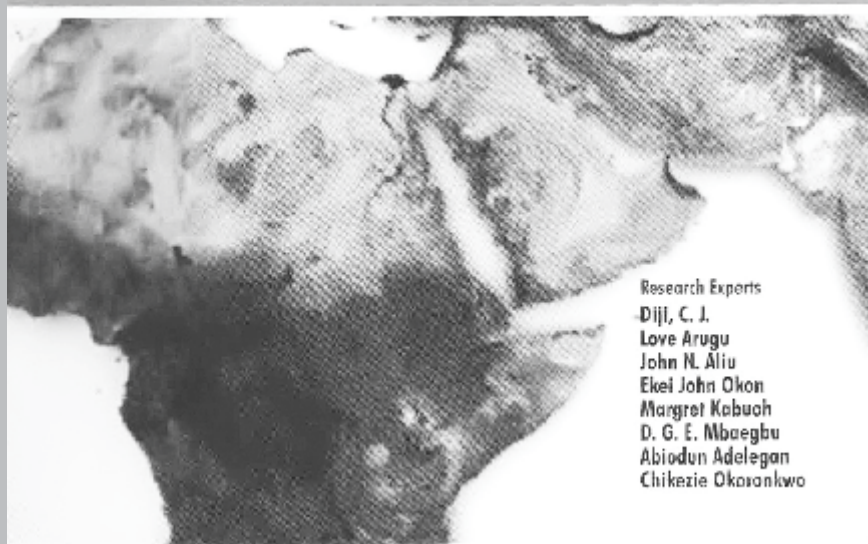 Research Experts
Diji, C. J.
Love Arugu
John N. Aliu
Ekei John Okon
Margret Kabuoh
D. G. E. Mbaegbu
Abiodun Adelegan
Chikezie Okoronkwo